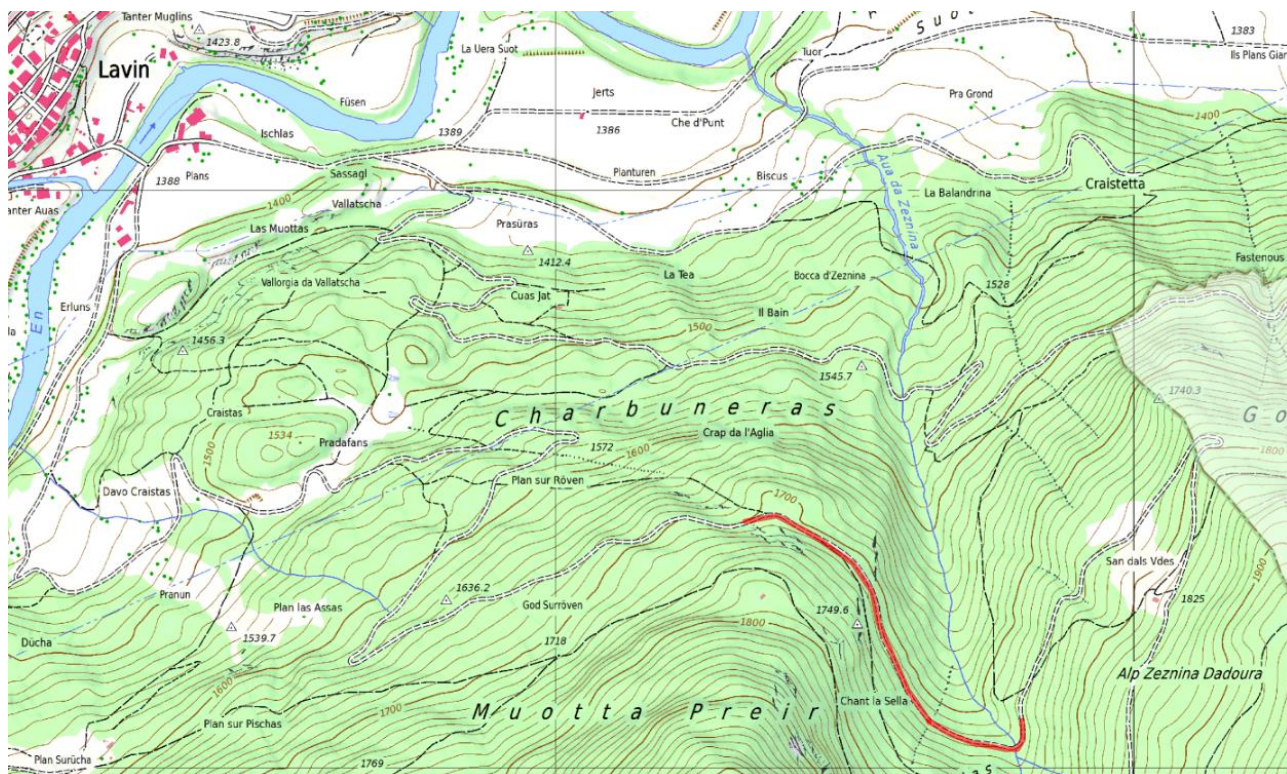 Tanter Muglins
1423.8
Lavin
La Uera Suot
Suot
Tuor
1383
Ils Plans Gian
Füsen
Jerts
1386
Che d'Punt
Pra Grond
1400
Ischlas
1389
Plans
1388
Sassagl
Planturen
Biscus
Aua da Zeznina
La Balandrina
Craistetta
Tanter Auas
1400
Vallatscha
Las Muottas
Prasüras
1412.4
La Tea
Bocca d'Zeznina
Fastenous
Vallorgia da Vallatscha
Cuas Jat
1528
En
Erluns
1456.3
Il Bain
1500
1545.7
1740.3
Craistas
Charbuneras
Crap da l'Aglia
Go
1534
1500
Pradafans
1572
1600
1800
Plan sur Röven
Davo Craistas
1700
1636.2
San dals Vdes
1900
Pranun
Plan las Assas
God Surröven
1749.6
1825
Dücha
1539.7
1718
1800
1600
Alp Zeznina Dadoura
Chant la Sella
Plan sur Pischas
1700
Muotta Preir
Plan Surücha
1769